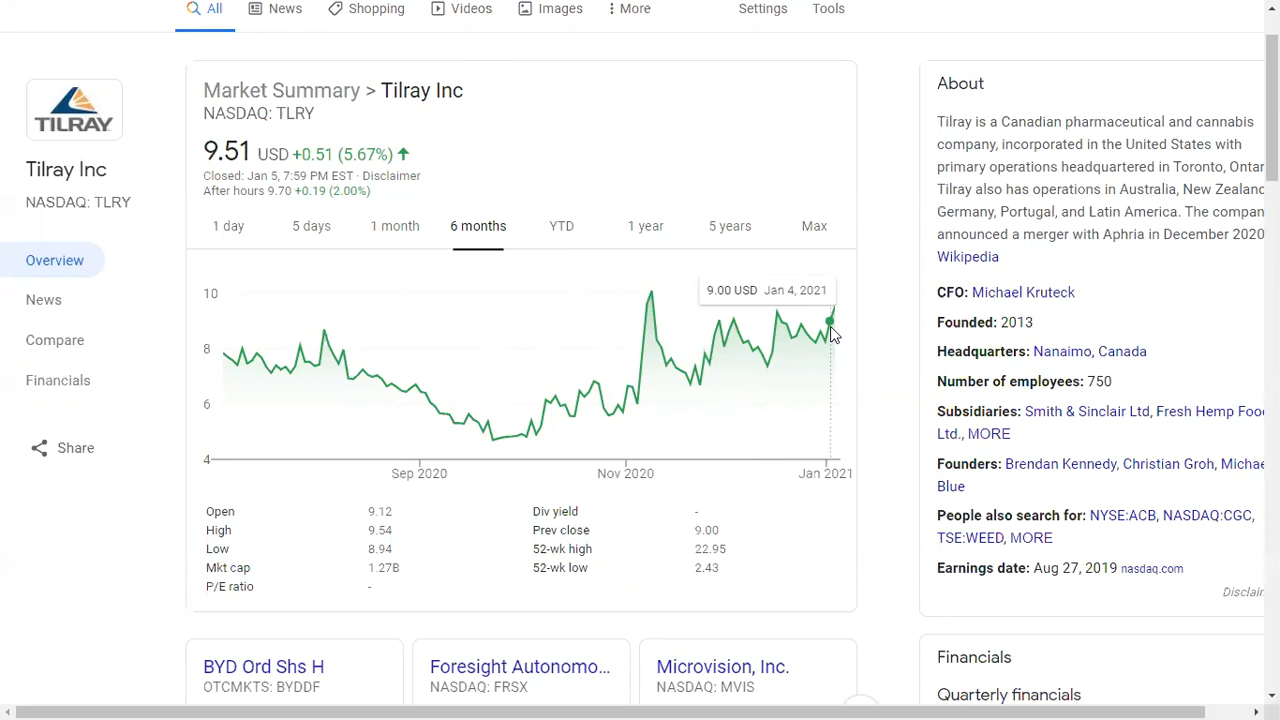 All
News
Shopping
Videos
Images
More
Settings
Tools
TILRAY
Tilray Inc
NASDAQ: TLRY
Overview
News
Compare
Financials
Share
Market Summary > Tilray Inc
NASDAQ: TLRY
9.51 USD +0.51 (5.67%)
Closed: Jan 5, 7:59 PM EST · Disclaimer
After hours 9.70 +0.19 (2.00%)
1 day
5 days
1 month
6 months
YTD
1 year
5 years
Max
9.00 USD Jan 4, 2021
10
8
6
4
Sep 2020
Nov 2020
Jan 2021
Open 9.12
High 9.54
Low 8.94
Mkt cap 1.27B
P/E ratio -
Div yield -
Prev close 9.00
52-wk high 22.95
52-wk low 2.43
BYD Ord Shs H
OTCMKTS: BYDDF
Foresight Autonomo...
NASDAQ: FRSX
Microvision, Inc.
NASDAQ: MVIS
About
Tilray is a Canadian pharmaceutical and cannabis
company, incorporated in the United States with
primary operations headquartered in Toronto, Ontar
Tilray also has operations in Australia, New Zealand
Germany, Portugal, and Latin America. The compan
announced a merger with Aphria in December 2020
Wikipedia
CFO: Michael Kruteck
Founded: 2013
Headquarters: Nanaimo, Canada
Number of employees: 750
Subsidiaries: Smith & Sinclair Ltd, Fresh Hemp Foo
Ltd., MORE
Founders: Brendan Kennedy, Christian Groh, Michae
Blue
People also search for: NYSE:ACB, NASDAQ:CGC,
TSE:WEED, MORE
Earnings date: Aug 27, 2019 nasdaq.com
Disclai
Financials
Quarterly financials